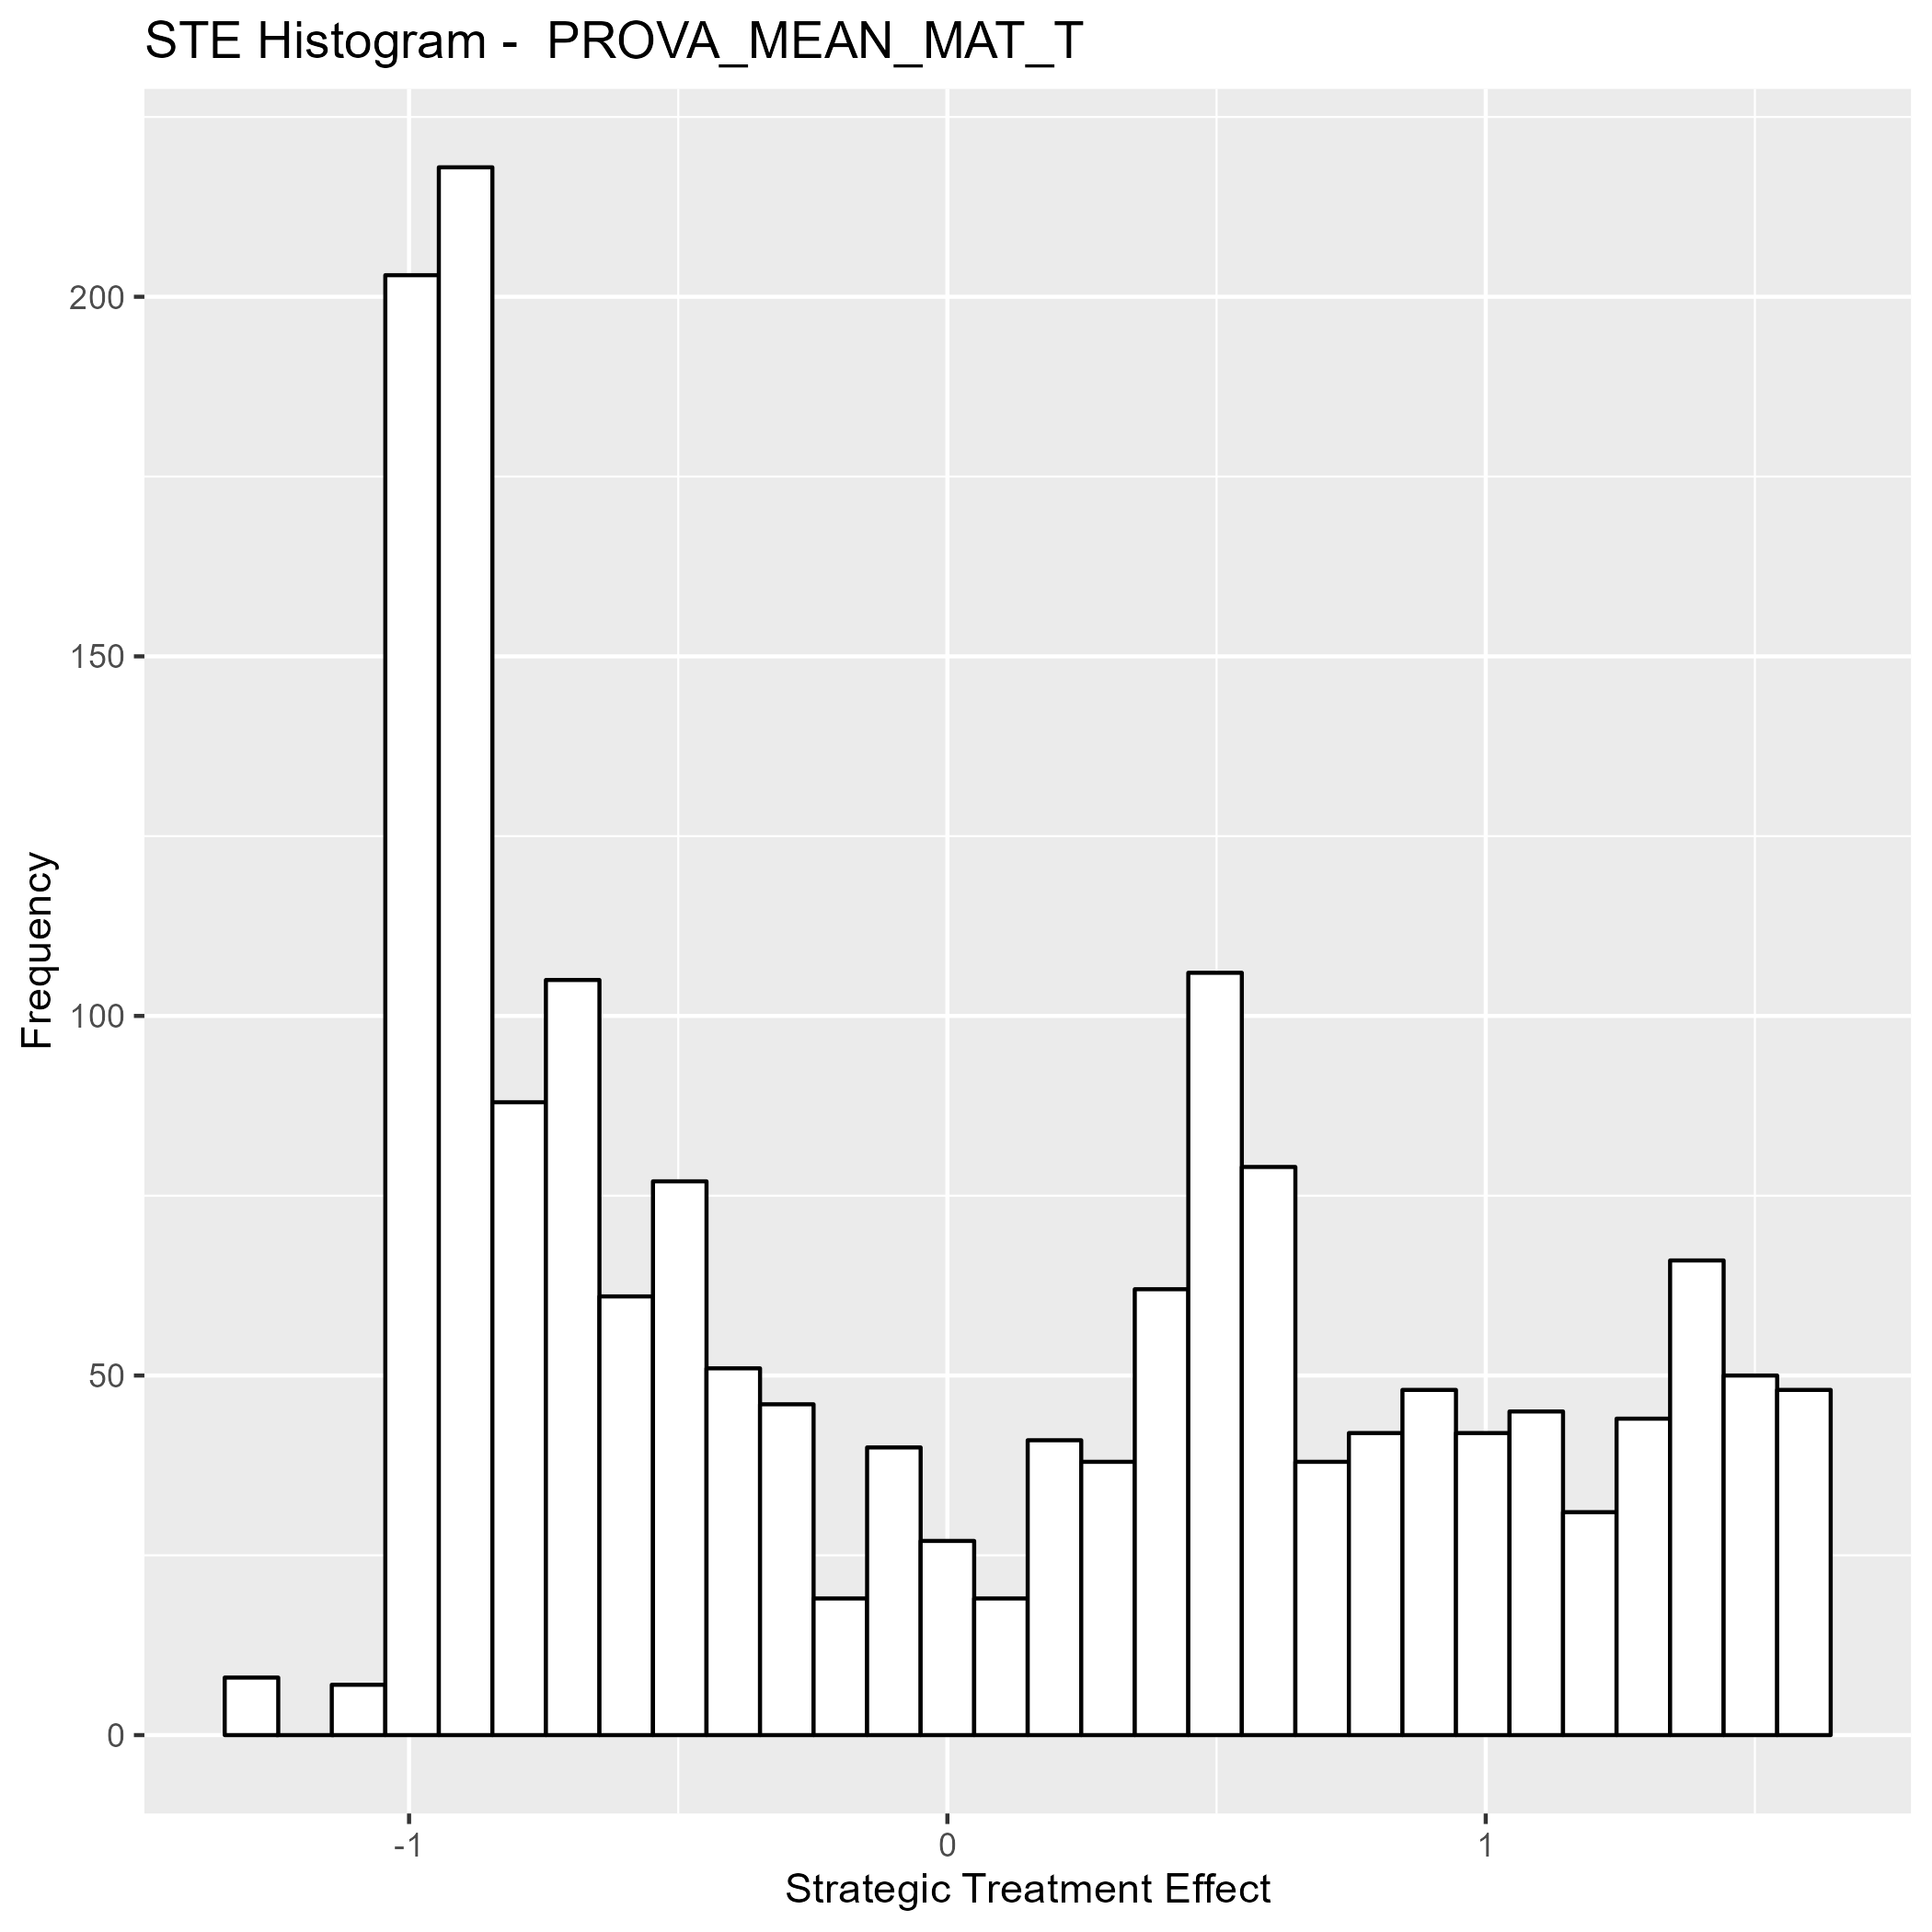 STE Histogram -  PROVA_MEAN_MAT_T
Frequency
200
150
100
50
0
-1 0 1
Strategic Treatment Effect